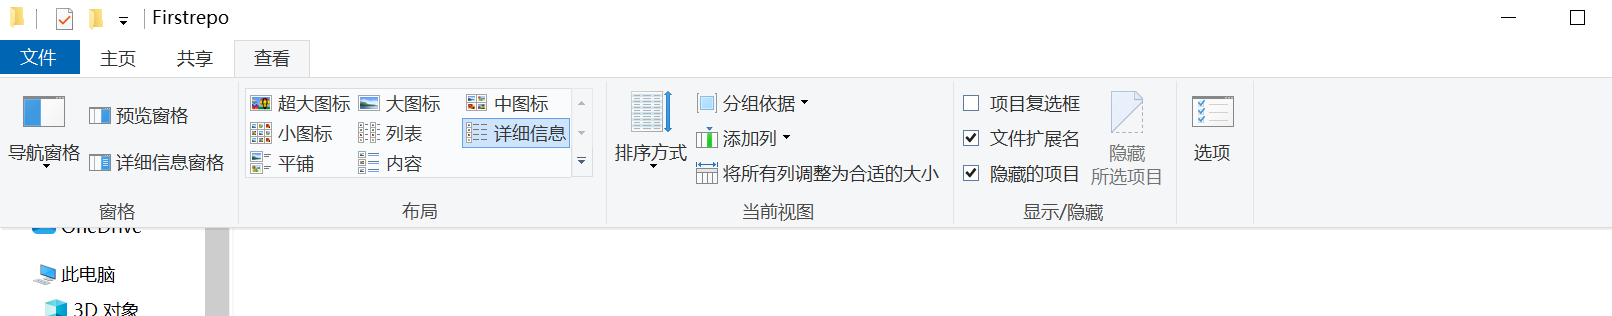 Firstrepo
文件 主页 共享 查看
导航窗格
预览窗格
详细信息窗格
窗格
超大图标 大图标 中图标
小图标 列表 详细信息
平铺 内容
布局
排序方式
分组依据
添加列
将所有列调整为合适的大小
当前视图
项目复选框
文件扩展名
隐藏的项目
隐藏
所选项目
显示/隐藏
选项
OneDrive
此电脑
3D 对象